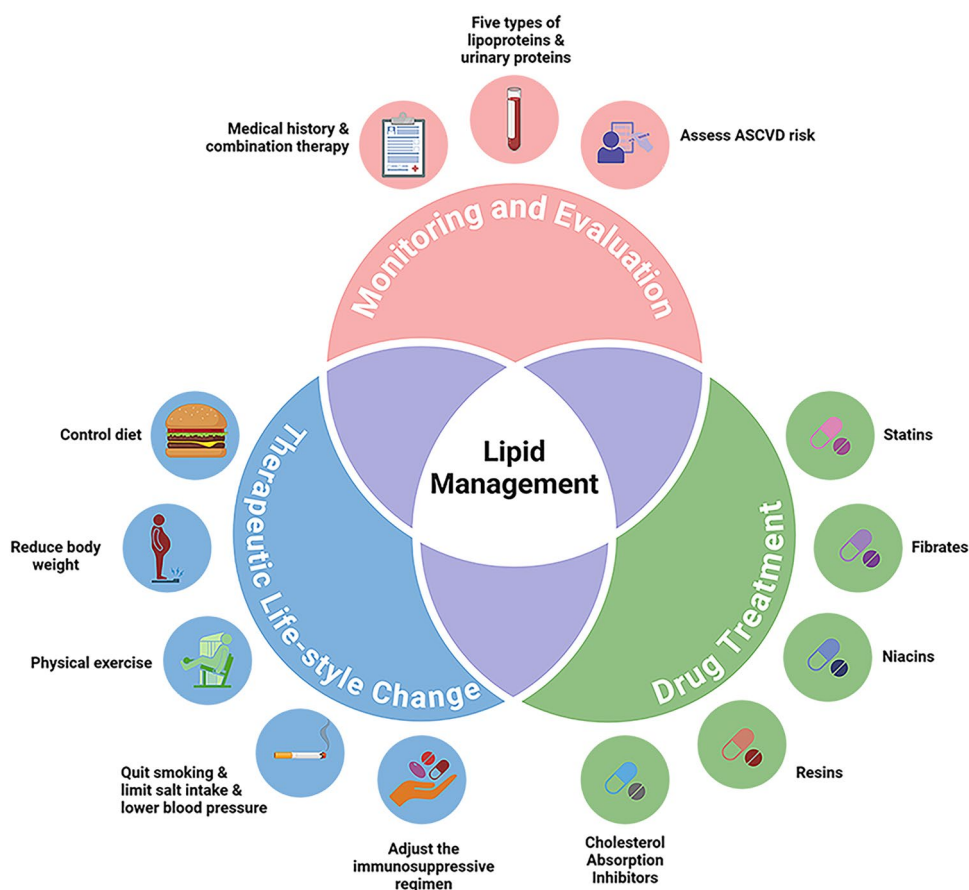 Five types of
lipoproteins &
urinary proteins
Medical history &
combination therapy
Assess ASCVD risk
Monitoring and Evaluation
Lipid
Management
Therapeutic Life-style Change
Control diet
Reduce body
weight
Physical exercise
Quit smoking &
limit salt intake &
lower blood pressure
Adjust the
immunosuppressive
regimen
Drug Treatment
Statins
Fibrates
Niacins
Resins
Cholesterol
Absorption
Inhibitors